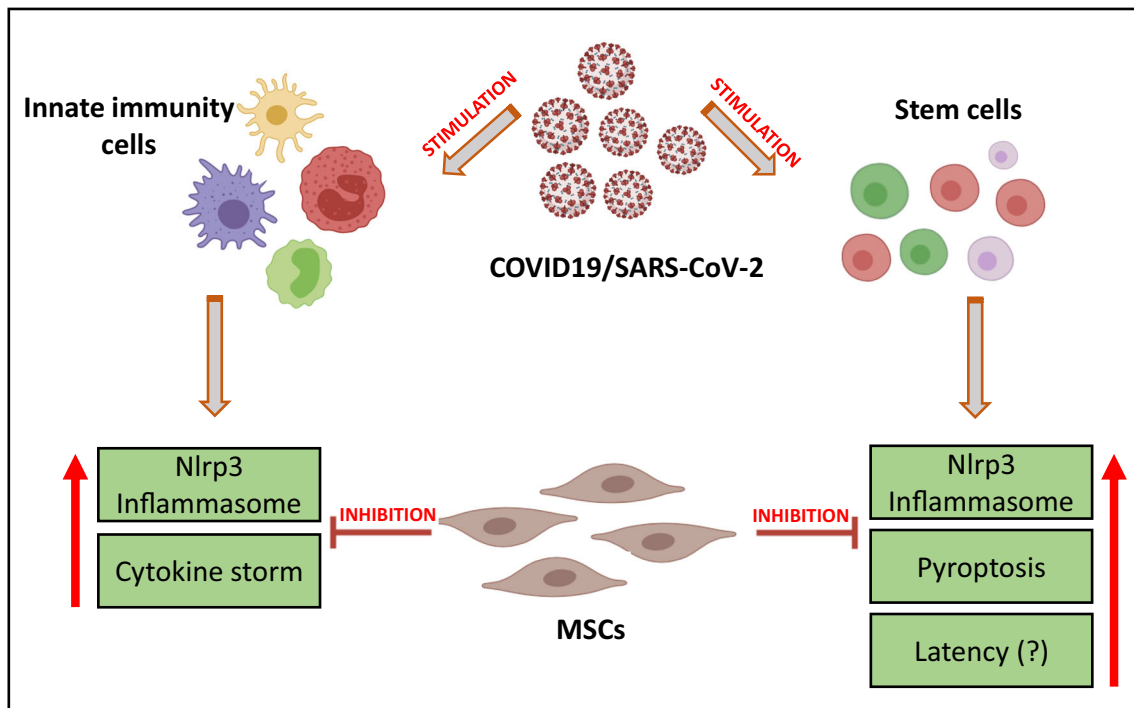 Innate immunity
cells
STIMULATION
STIMULATION
Stem cells
COVID19/SARS-CoV-2
Nlrp3
Inflammasome
Cytokine storm
INHIBITION
INHIBITION
MSCs
Nlrp3
Inflammasome
Pyroptosis
Latency (?)